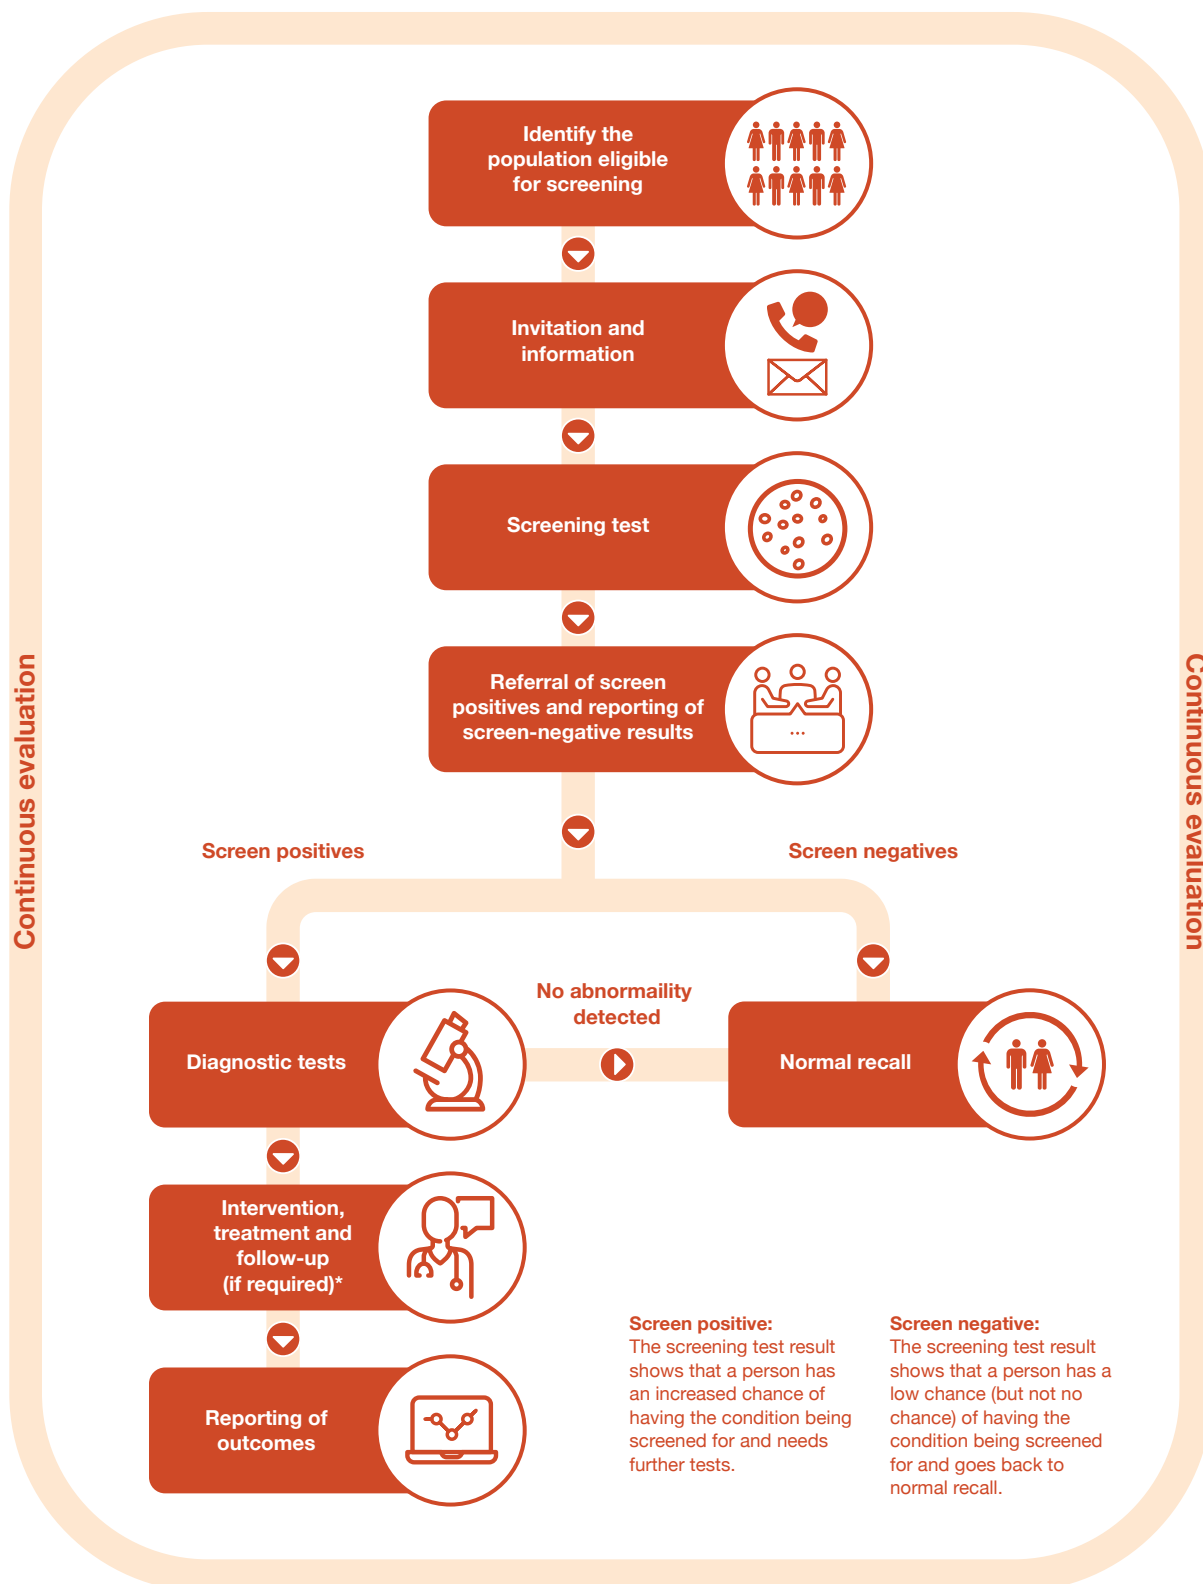 Identify the
population eligible
for screening
Invitation and
information
Screening test
Referral of screen
positives and reporting of
screen-negative results
Continuous evaluation
Continuous evaluation
Screen positives
Screen negatives
No abnormaility
detected
Diagnostic tests
Normal recall
Intervention,
treatment and
follow-up
(if required)*
Reporting of
outcomes
Screen positive:
The screening test result
shows that a person has
an increased chance of
having the condition being
screened for and needs
further tests.
Screen negative:
The screening test result
shows that a person has a
low chance (but not no
chance) of having the
condition being screened
for and goes back to
normal recall.